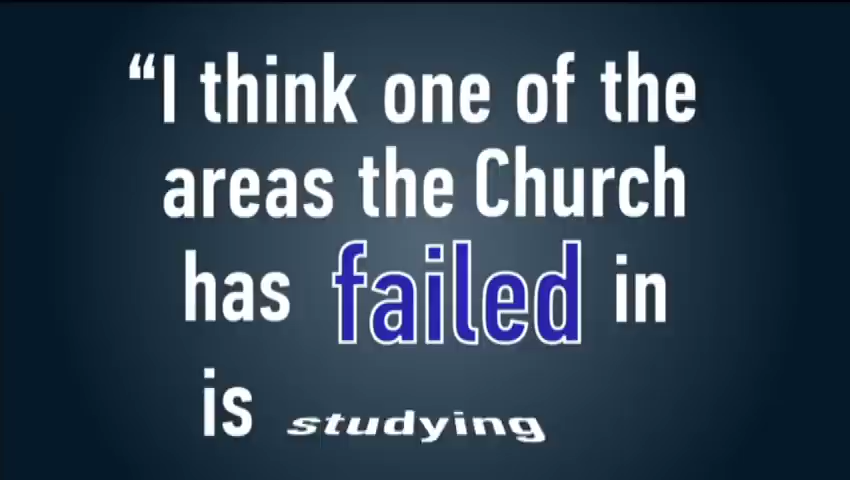 “I think one of the
areas the Church
has failed in
is studying